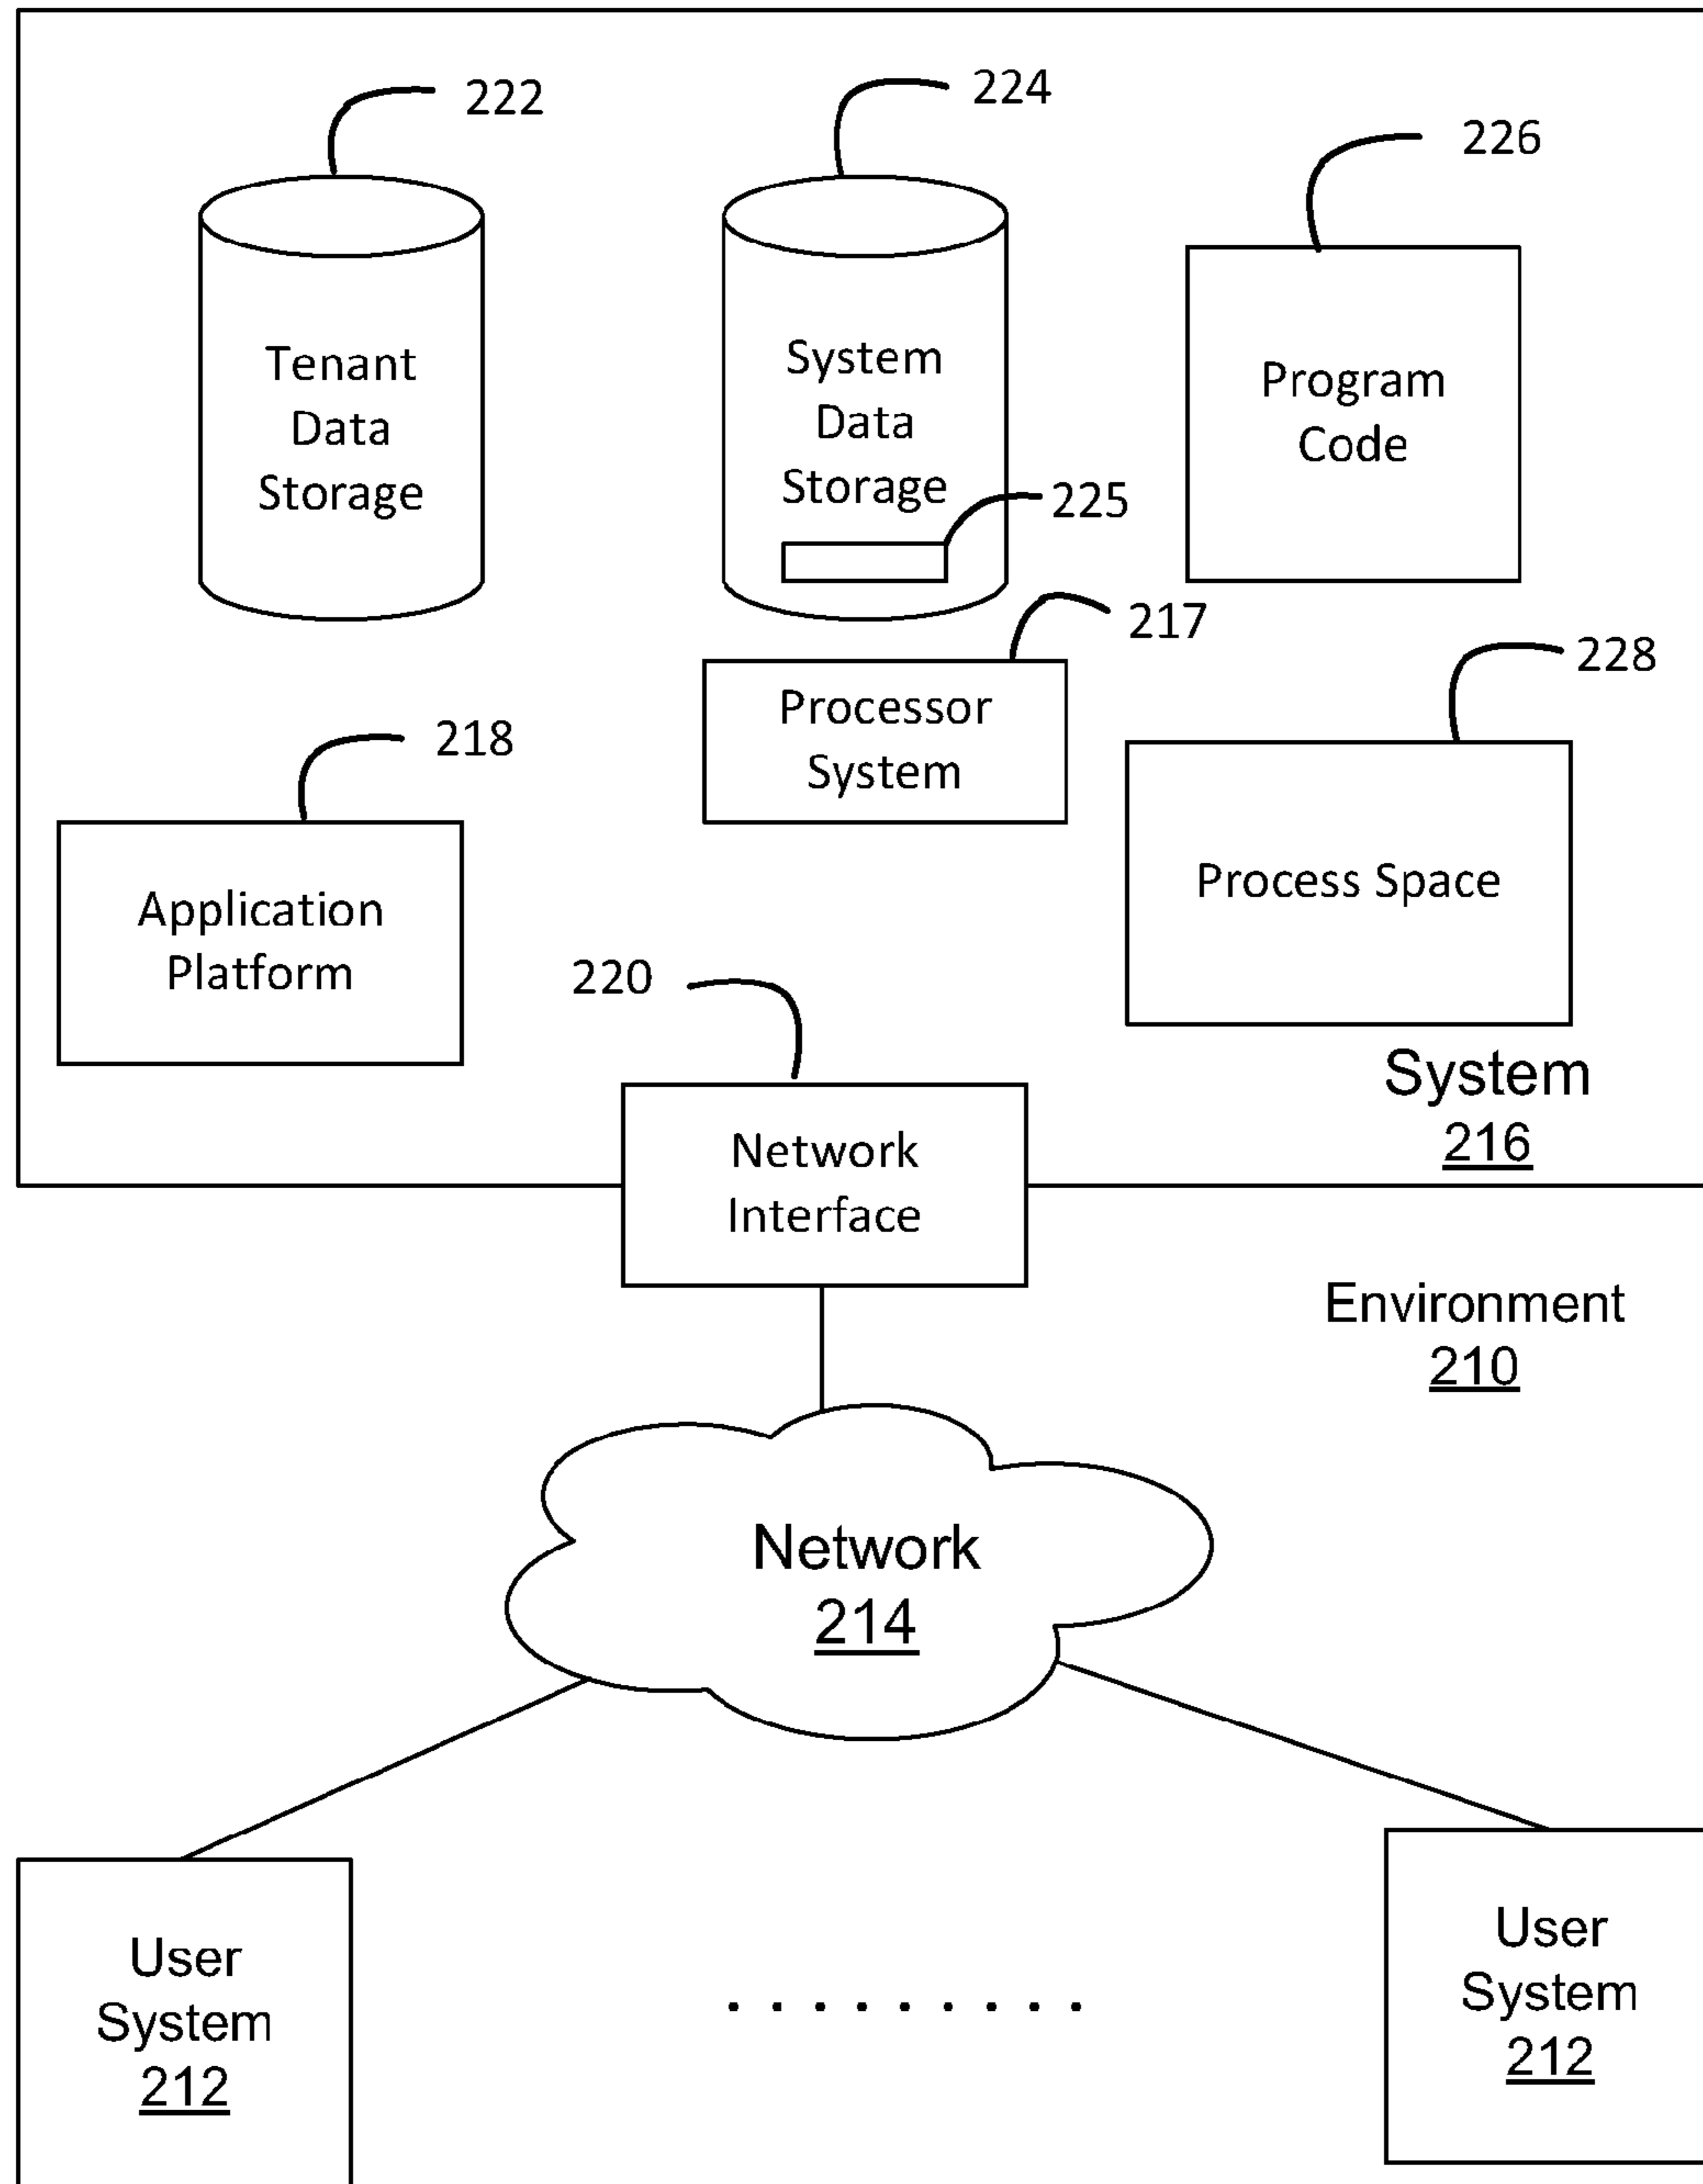 222
224
226
Tenant
Data
Storage
System
Data
Storage
225
Program
Code
217
228
218
Processor
System
Application
Platform
Process Space
220
System
216
Network
Interface
Environment
210
Network
214
User
System
212
User
System
212